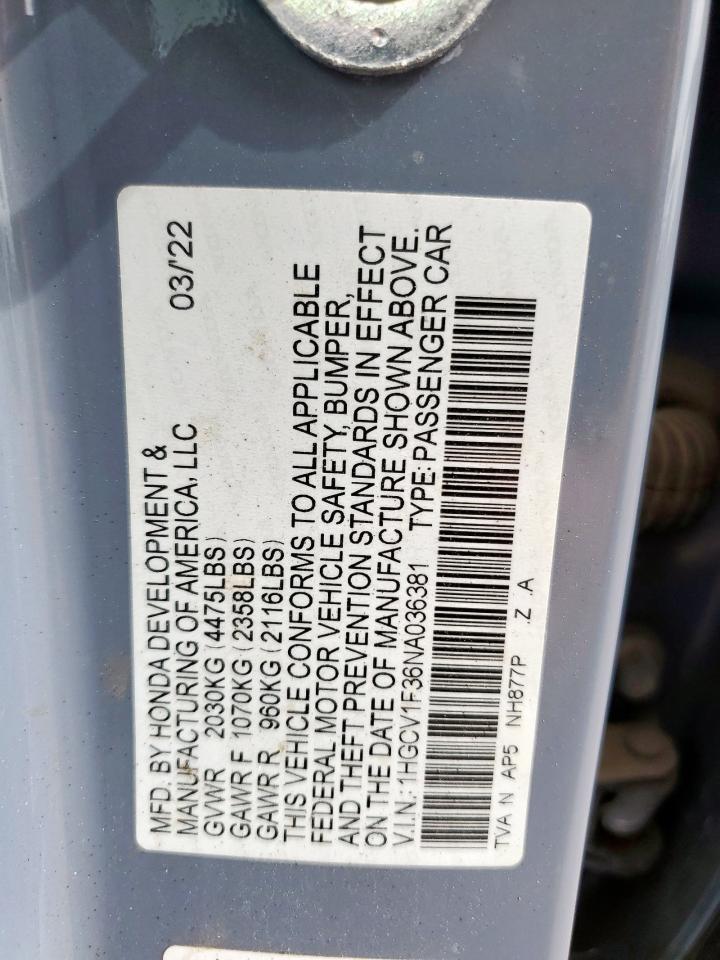 MFD. BY HONDA DEVELOPMENT &
MANUFACTURING OF AMERICA, LLC 03/'22
GVWR 2030KG (4475LBS)
GAWR F 1070KG (2358LBS)
GAWR R 960KG (2116LBS)
THIS VEHICLE CONFORMS TO ALL APPLICABLE
FEDERAL MOTOR VEHICLE SAFETY, BUMPER,
AND THEFT PREVENTION STANDARDS IN EFFECT
ON THE DATE OF MANUFACTURE SHOWN ABOVE.
V.I.N.: 1HGCV1F36NA036381 TYPE: PASSENGER CAR
TVA N AP5 NH877P .Z .A